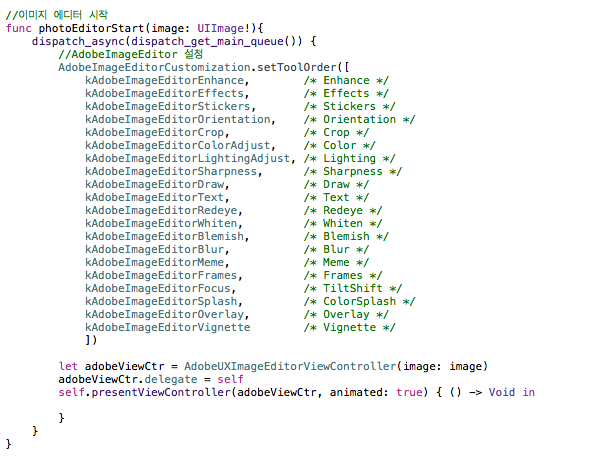 //이미지 에디터 시작
func photoEditorStart(image: UIImage!){
    dispatch_async(dispatch_get_main_queue()) {
        //AdobeImageEditor 설정
        AdobeImageEditorCustomization.setToolOrder([
            kAdobeImageEditorEnhance,        /* Enhance */
            kAdobeImageEditorEffects,        /* Effects */
            kAdobeImageEditorStickers,       /* Stickers */
            kAdobeImageEditorOrientation,    /* Orientation */
            kAdobeImageEditorCrop,           /* Crop */
            kAdobeImageEditorColorAdjust,    /* Color */
            kAdobeImageEditorLightingAdjust, /* Lighting */
            kAdobeImageEditorSharpness,      /* Sharpness */
            kAdobeImageEditorDraw,           /* Draw */
            kAdobeImageEditorText,           /* Text */
            kAdobeImageEditorRedeye,         /* Redeye */
            kAdobeImageEditorWhiten,         /* Whiten */
            kAdobeImageEditorBlemish,        /* Blemish */
            kAdobeImageEditorBlur,           /* Blur */
            kAdobeImageEditorMeme,           /* Meme */
            kAdobeImageEditorFrames,         /* Frames */
            kAdobeImageEditorFocus,          /* TiltShift */
            kAdobeImageEditorSplash,         /* ColorSplash */
            kAdobeImageEditorOverlay,        /* Overlay */
            kAdobeImageEditorVignette        /* Vignette */
            ])
        let adobeViewCtr = AdobeUXImageEditorViewController(image: image)
        adobeViewCtr.delegate = self
        self.presentViewController(adobeViewCtr, animated: true) { () -> Void in
        }
    }
}